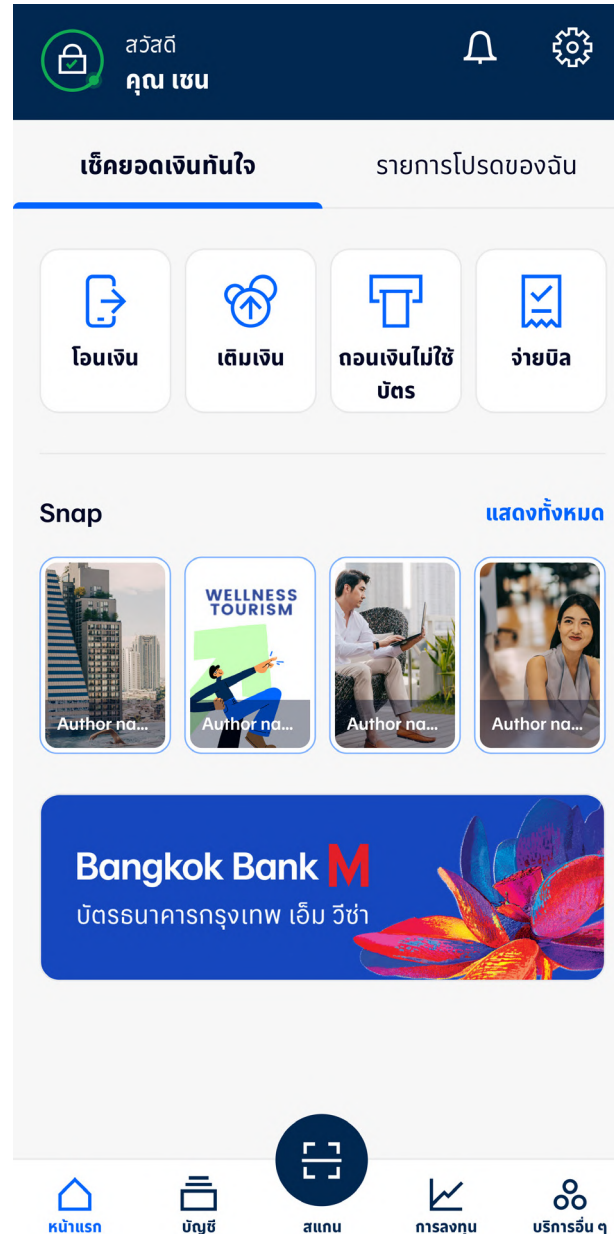 สวัสดี
คุณ เซน
เช็คยอดเงินทันใจ
รายการโปรดของฉัน
โอนเงิน
เติมเงิน
ถอนเงินไม่ใช้
บัตร
จ่ายบิล
Snap
แสดงทั้งหมด
WELLNESS
TOURISM
Author na...
Author na...
Author na...
Author na...
Bangkok Bank M
บัตรธนาคารกรุงเทพ เอ็ม วีซ่า
หน้าแรก
บัญชี
สแกน
การลงทุน
บริการอื่น ๆ